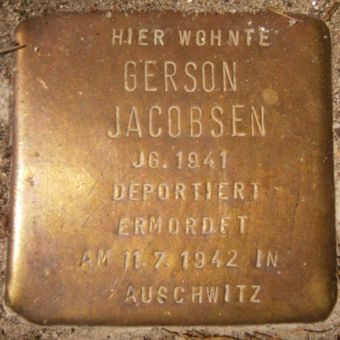 HIER WOHNTE
GERSON
JACOBSEN
JG. 1941
DEPORTIERT
ERMORDET
AM 11.7.1942 IN
AUSCHWITZ